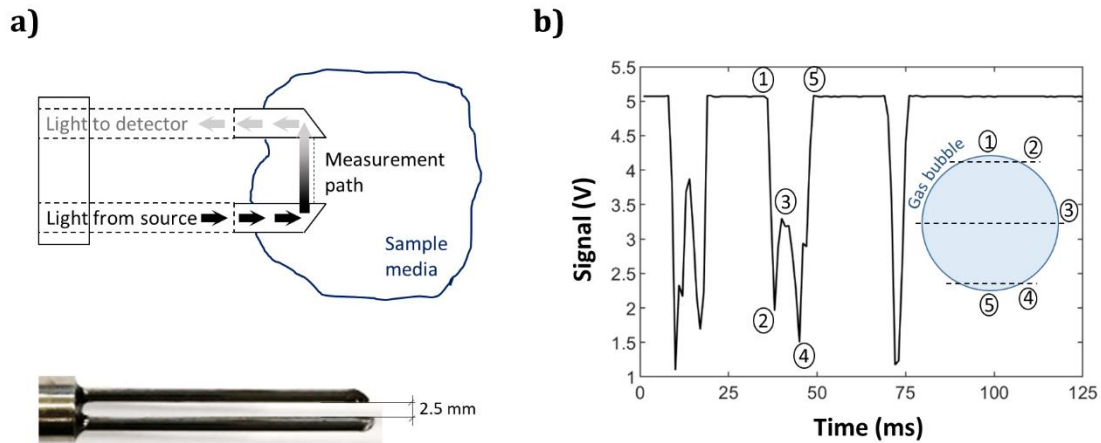 a)
Light to detector
Measurement
path
Light from source
Sample
media
2.5 mm
b)
5.5
5
4.5
4
3.5
3
2.5
2
1.5
1
Signal (V)
0
25
50
75
100
125
Time (ms)
1
5
3
2
4
Gas bubble
1
2
3
5
4